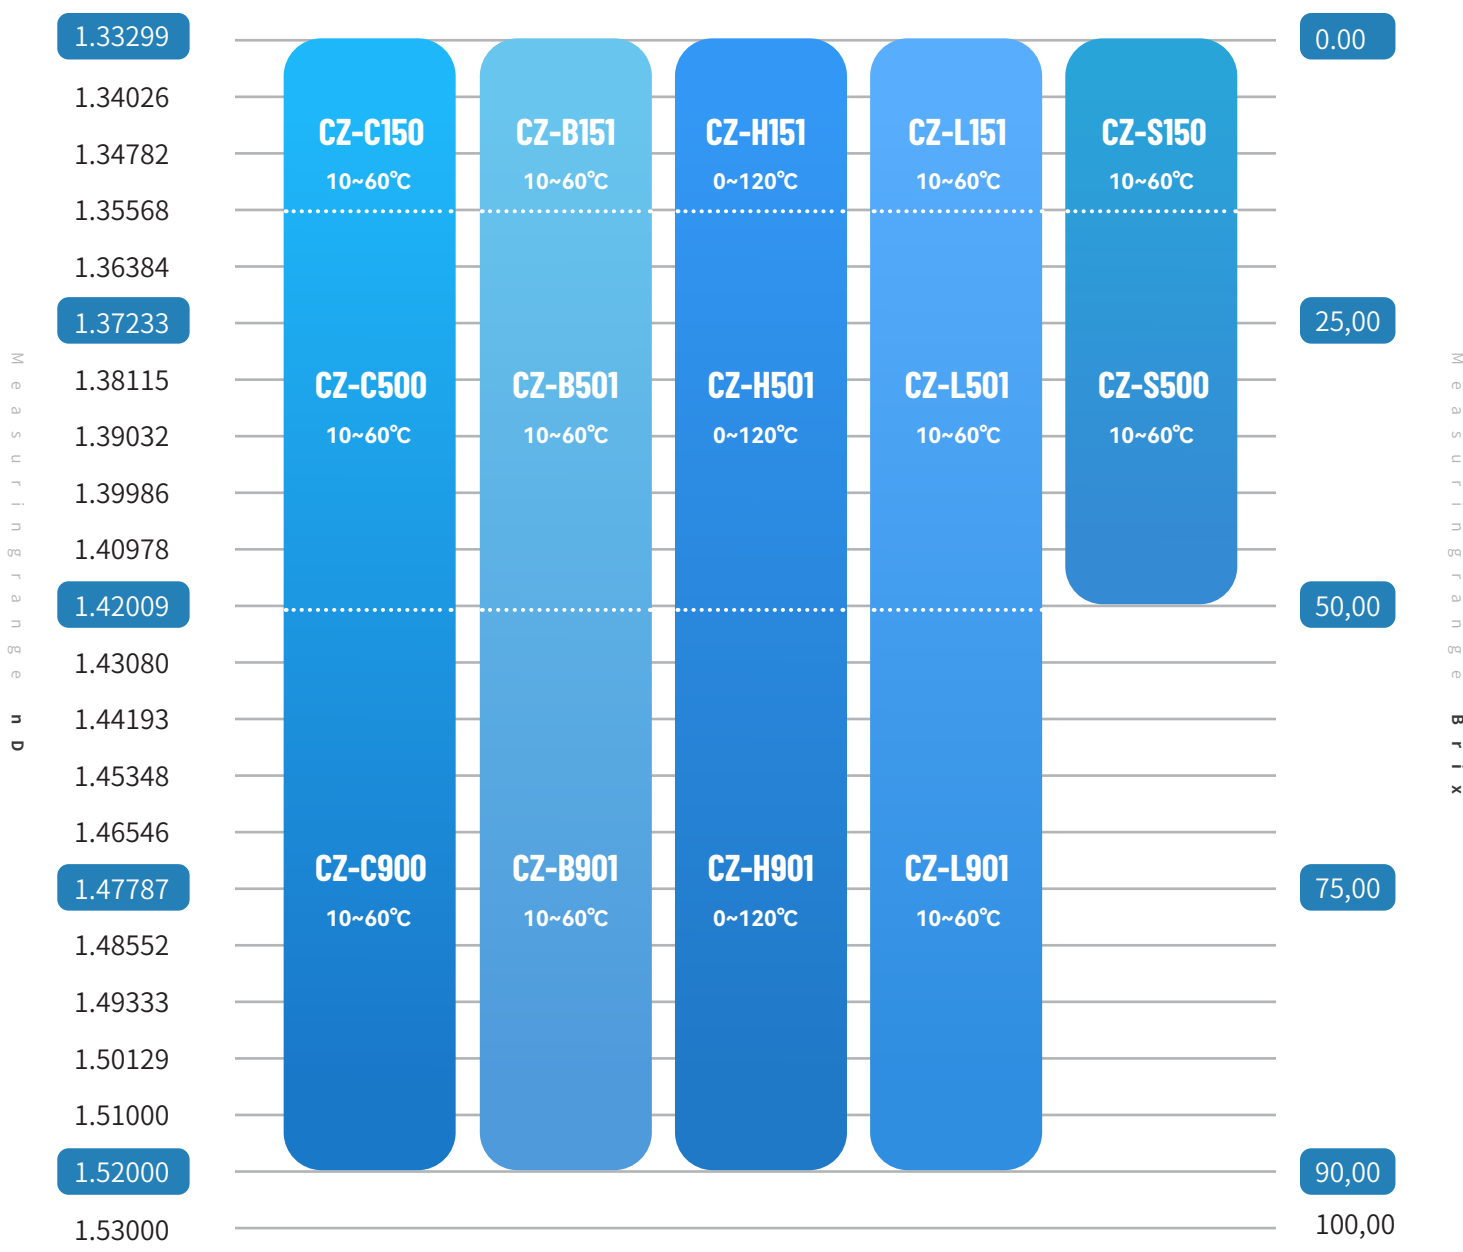 Measuringrange nD
1.33299
1.34026
1.34782
1.35568
1.36384
1.37233
1.38115
1.39032
1.39986
1.40978
1.42009
1.43080
1.44193
1.45348
1.46546
1.47787
1.48552
1.49333
1.50129
1.51000
1.52000
1.53000
CZ-C150
10~60℃
CZ-C500
10~60℃
CZ-C900
10~60℃
CZ-B151
10~60℃
CZ-B501
10~60℃
CZ-B901
10~60℃
CZ-H151
0~120℃
CZ-H501
0~120℃
CZ-H901
0~120℃
CZ-L151
10~60℃
CZ-L501
10~60℃
CZ-L901
10~60℃
CZ-S150
10~60℃
CZ-S500
10~60℃
0.00
25,00
50,00
75,00
90,00
100,00
Measuringrange Brix